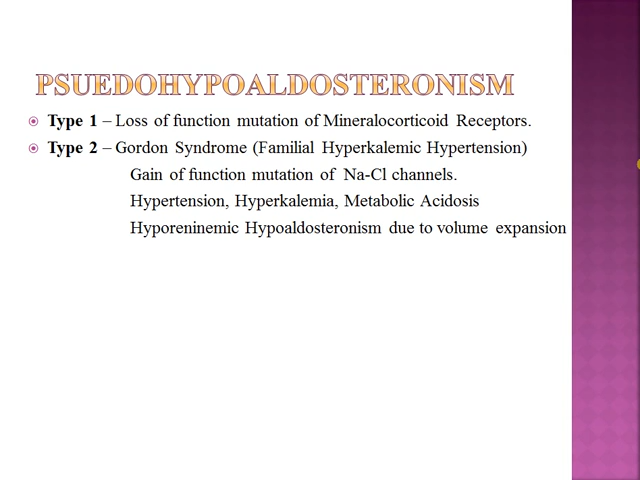 PSUEDOHYPOALDOSTERONISM
Type 1 – Loss of function mutation of Mineralocorticoid Receptors.
Type 2 – Gordon Syndrome (Familial Hyperkalemic Hypertension)
Gain of function mutation of Na-Cl channels.
Hypertension, Hyperkalemia, Metabolic Acidosis
Hyporeninemic Hypoaldosteronism due to volume expansion